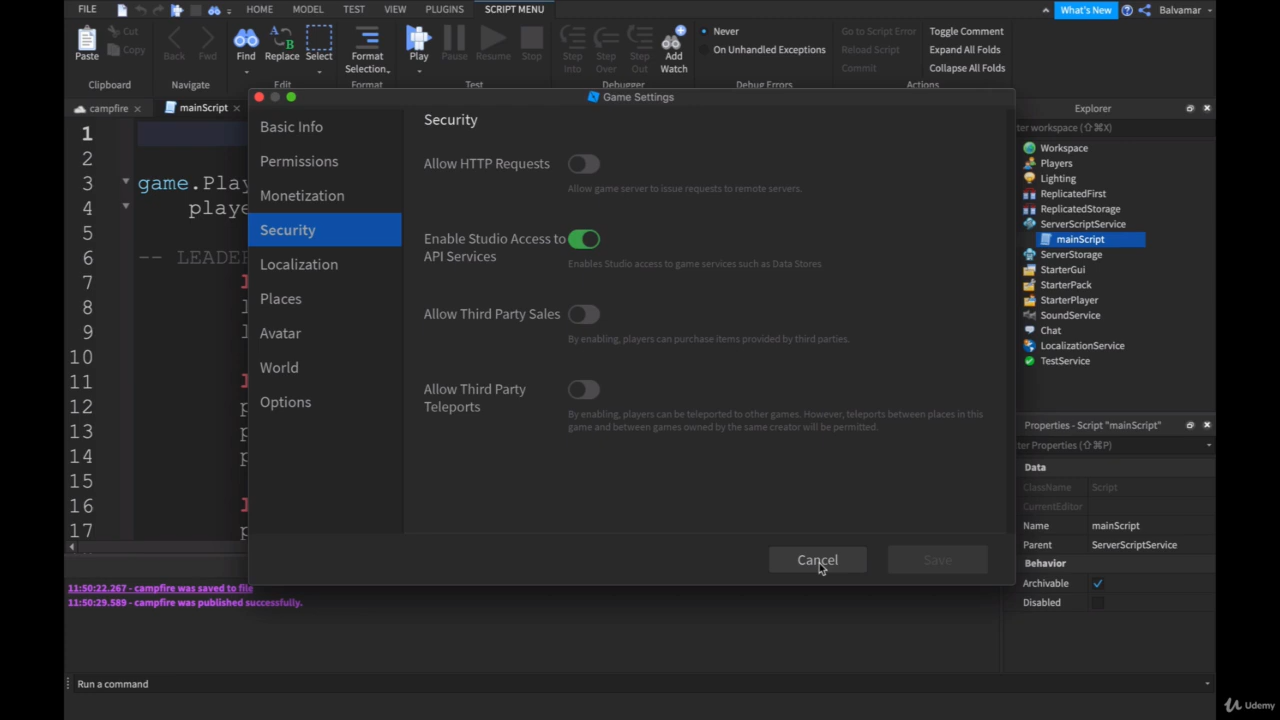 FILE HOME MODEL TEST VIEW PLUGINS SCRIPT MENU What's New Balvamar
Paste Cut Copy Back Fwd Find Replace Select Format Selection Play Pause Resume Stop Step Into Step Over Step Out Add Watch Never On Unhandled Exceptions Go to Script Error Reload Script Commit Toggle Comment Expand All Folds Collapse All Folds
Clipboard Navigate Edit Format Test Debugger Debug Errors Actions
campfire mainScript
Game Settings
Basic Info
Permissions
Monetization
Security
Localization
Places
Avatar
World
Options
Security
Allow HTTP Requests
Allow game server to issue requests to remote servers.
Enable Studio Access to
API Services
Enables Studio access to game services such as Data Stores
Allow Third Party Sales
By enabling, players can purchase items provided by third parties.
Allow Third Party
Teleports
By enabling, players can be teleported to other games. However, teleports between places in this
game and between games owned by the same creator will be permitted.
Cancel Save
1
2
3 game.Play
4 playe
5
6 -- LEADER
7 l
8 l
9 l
10
11 l
12 p
13 p
14 p
15
16 l
17 p
Explorer
ter workspace (⇧⌘X)
Workspace
Players
Lighting
ReplicatedFirst
ReplicatedStorage
ServerScriptService
mainScript
ServerStorage
StarterGui
StarterPack
StarterPlayer
SoundService
Chat
LocalizationService
TestService
Properties - Script "mainScript"
ter Properties (⇧⌘P)
Data
ClassName Script
CurrentEditor
Name mainScript
Parent ServerScriptService
Behavior
Archivable
Disabled
11:50:22.267 - campfire was saved to file
11:50:29.589 - campfire was published successfully.
Run a command
Udemy